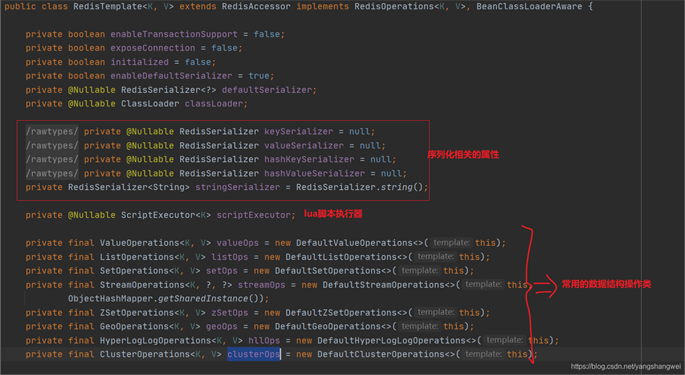 public class RedisTemplate<K, V> extends RedisAccessor implements RedisOperations<K, V>, BeanClassLoaderAware {
private boolean enableTransactionSupport = false;
private boolean exposeConnection = false;
private boolean initialized = false;
private boolean enableDefaultSerializer = true;
private @Nullable RedisSerializer<?> defaultSerializer;
private @Nullable ClassLoader classLoader;
/rawtypes/ private @Nullable RedisSerializer keySerializer = null;
/rawtypes/ private @Nullable RedisSerializer valueSerializer = null;
/rawtypes/ private @Nullable RedisSerializer hashKeySerializer = null;
/rawtypes/ private @Nullable RedisSerializer hashValueSerializer = null;
private RedisSerializer<String> stringSerializer = RedisSerializer.string();
序列化相关的属性
private @Nullable ScriptExecutor<K> scriptExecutor; lua脚本执行器
private final ValueOperations<K, V> valueOps = new DefaultValueOperations<>( template: this);
private final ListOperations<K, V> listOps = new DefaultListOperations<>( template: this);
private final SetOperations<K, V> setOps = new DefaultSetOperations<>( template: this);
private final StreamOperations<K, ?, ?> streamOps = new DefaultStreamOperations<>( template: this
ObjectHashMapper.getSharedInstance());
private final ZSetOperations<K, V> zSetOps = new DefaultZSetOperations<>( template: this);
private final GeoOperations<K, V> geoOps = new DefaultGeoOperations<>( template: this);
private final HyperLogLogOperations<K, V> hllOps = new DefaultHyperLogLogOperations<>( template: this);
private final ClusterOperations<K, V> clusterOps = new DefaultClusterOperations<>( template: this);
常用的数据结构操作类
https://blog.csdn.net/yangshangwei